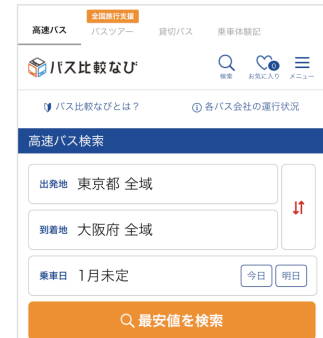 全国旅行支援
高速バス バスツアー 貸切バス 乗車体験記
バス比較なび
検索 お気に入り 0 メニュー
バス比較なびとは？ 各バス会社の運行状況
高速バス検索
出発地 東京都 全域
到着地 大阪府 全域
乗車日 1月未定 今日 明日
最安値を検索